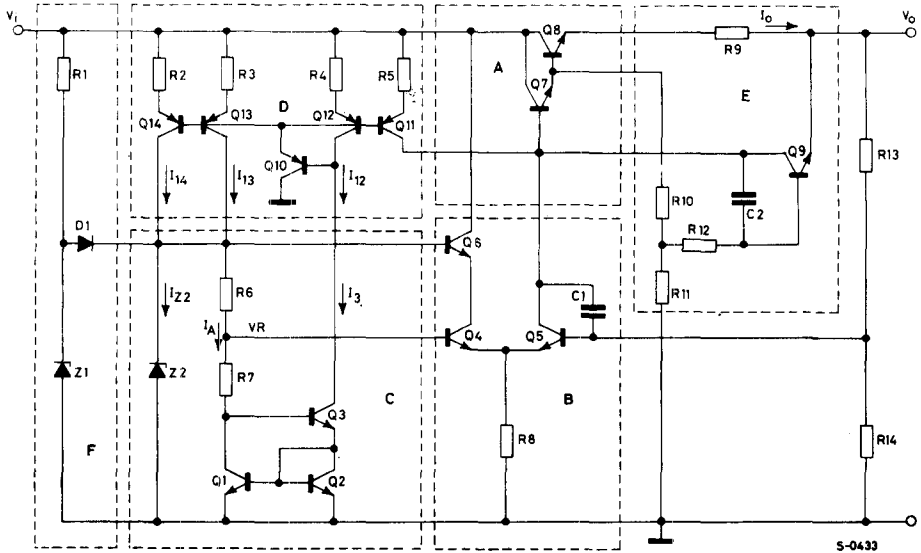 Vi
Q8
Io
Vo
R9
R1
R2
R3
R4
R5
A
Q7
E
D
Q14
Q13
Q12
Q11
Q10
Q9
R13
I14
I13
I12
C2
R10
R12
D1
Q6
R11
R6
C1
IZ2
I3
IA
VR
Q4
Q5
Z1
Z2
R7
Q3
C
B
R8
R14
F
Q1
Q2
S-0433